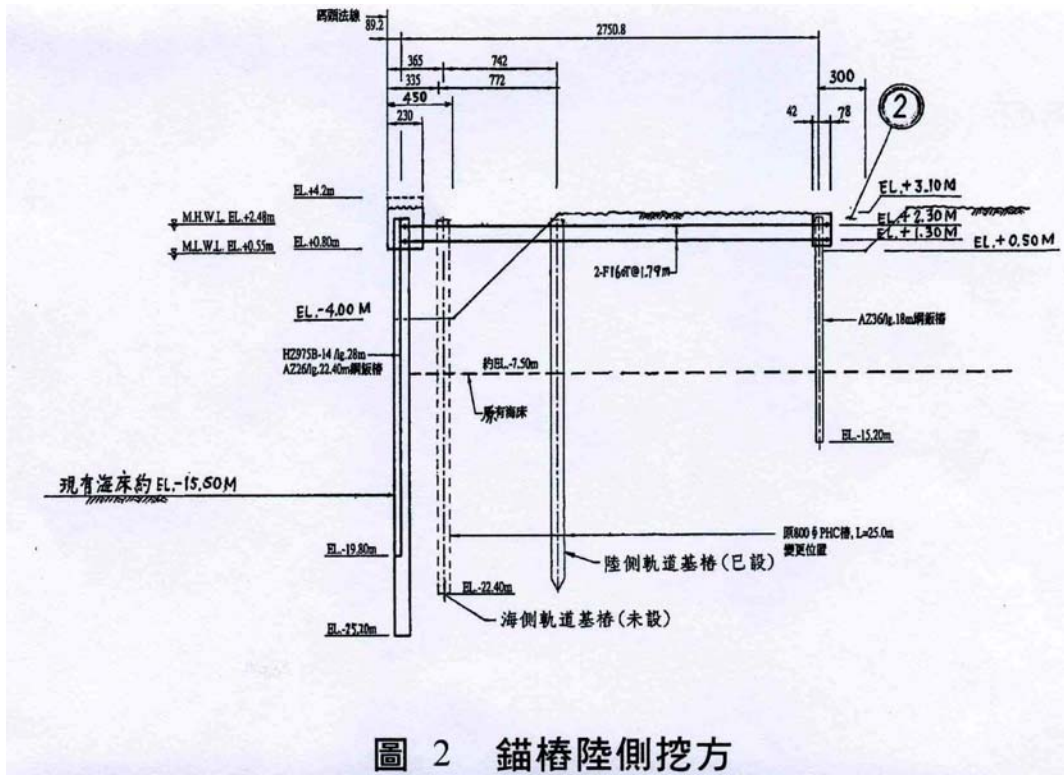 碼頭法線
89.2
2750.8
365
742
335
772
300
450
42
78
230
2
EL.+4.2m
EL.+3.10M
M.H.W.L. EL.+2.48m
EL.+2.30M
EL.+1.30M
M.L.W.L. EL.+0.55m
EL.+0.80m
EL.+0.50M
2-F160T@1.79m
EL.-4.00M
AZ36/lg.18m鋼鈑樁
HZ975B-14 /lg.28m
AZ26/lg.22.40m鋼鈑樁
約EL.-7.50m
原有海床
EL.-15.20m
現有海床約EL.-15.50M
原800∮PHC樁, L=25.0m
變更位置
EL.-19.80m
陸側軌道基樁(已設)
EL.-22.40m
海側軌道基樁(未設)
EL.-25.20m
圖 2 錨樁陸側挖方